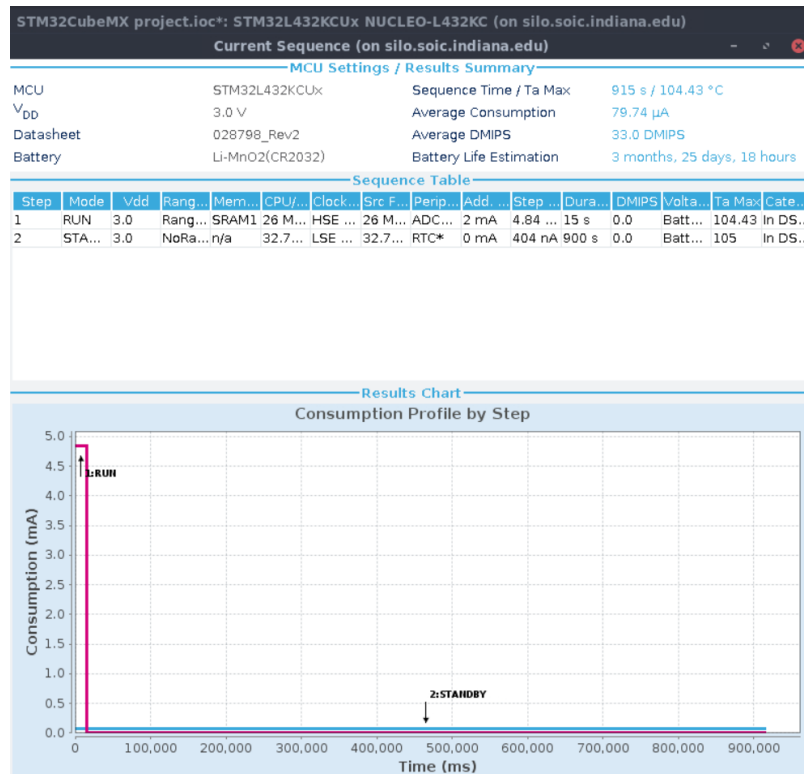 STM32CubeMX project.ioc*: STM32L432KCUx NUCLEO-L432KC (on silo.soic.indiana.edu)
Current Sequence (on silo.soic.indiana.edu)
MCU Settings / Results Summary
MCU STM32L432KCUx Sequence Time / Ta Max 915 s / 104.43 °C
VDD 3.0 V Average Consumption 79.74 µA
Datasheet 028798_Rev2 Average DMIPS 33.0 DMIPS
Battery Li-MnO2(CR2032) Battery Life Estimation 3 months, 25 days, 18 hours
Sequence Table
Step Mode Vdd Rang... Mem... CPU/... Clock... Src F... Perip... Add. ... Step ... Dura... DMIPS Volta... Ta Max Cate...
1 RUN 3.0 Rang... SRAM1 26 M... HSE ... 26 M... ADC... 2 mA 4.84 ... 15 s 0.0 Batt... 104.43 In DS...
2 STA... 3.0 NoRa... n/a 32.7... LSE ... 32.7... RTC* 0 mA 404 nA 900 s 0.0 Batt... 105 In DS...
Results Chart
Consumption Profile by Step
Consumption (mA)
5.0
4.5
4.0
3.5
3.0
2.5
2.0
1.5
1.0
0.5
0.0
1:RUN
2:STANDBY
0 100,000 200,000 300,000 400,000 500,000 600,000 700,000 800,000 900,000
Time (ms)